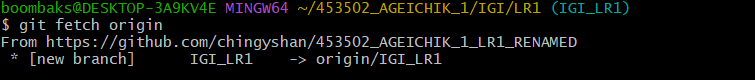 boombaks@DESKTOP-3A9KV4E MINGW64 ~/453502_AGEICHIK_1/IGI/LR1 (IGI_LR1)
$ git fetch origin
From https://github.com/chingyshan/453502_AGEICHIK_1_LR1_RENAMED
 * [new branch]      IGI_LR1    -> origin/IGI_LR1